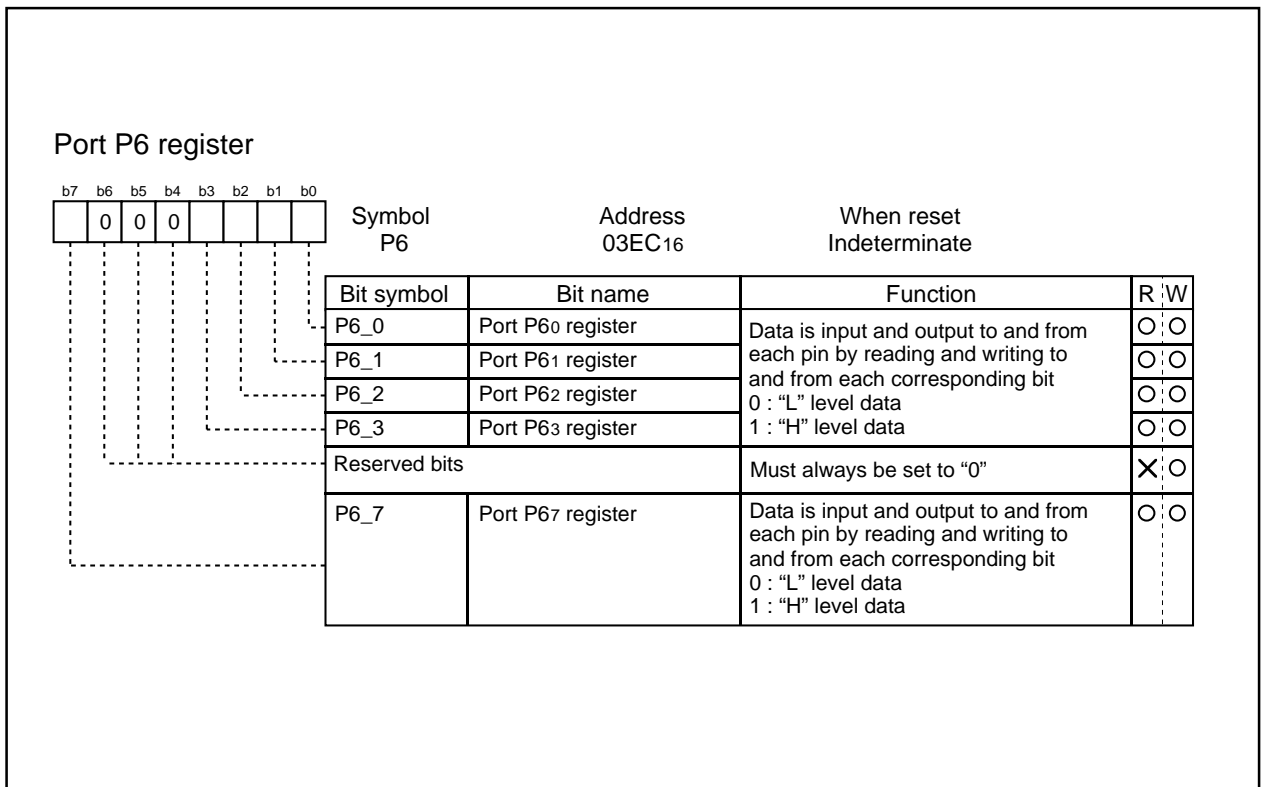 Port P6 register
b7 b6 b5 b4 b3 b2 b1 b0
0 0 0
Symbol Address When reset
P6 03EC16 Indeterminate
Bit symbol Bit name Function R W
P6_0 Port P60 register Data is input and output to and from
each pin by reading and writing to
and from each corresponding bit
0 : “L” level data
1 : “H” level data
P6_1 Port P61 register
P6_2 Port P62 register
P6_3 Port P63 register
Reserved bits Must always be set to “0”
P6_7 Port P67 register Data is input and output to and from
each pin by reading and writing to
and from each corresponding bit
0 : “L” level data
1 : “H” level data